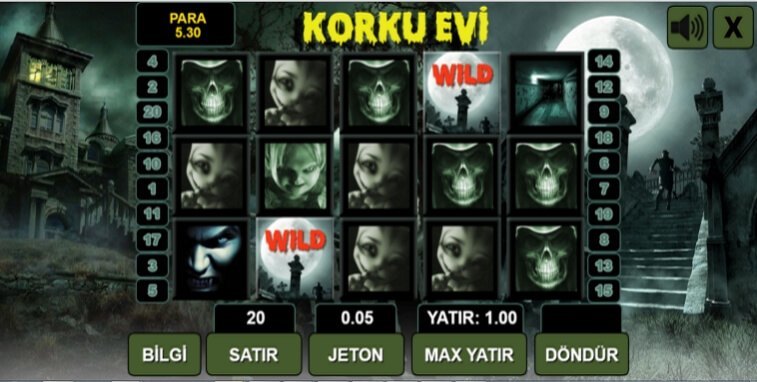 PARA
5.30
KORKU EVİ
X
4
14
WILD
2
12
20
9
16
18
10
6
1
7
11
19
17
8
WILD
3
13
5
15
20
0.05
YATIR: 1.00
BİLGİ
SATIR
JETON
MAX YATIR
DÖNDÜR